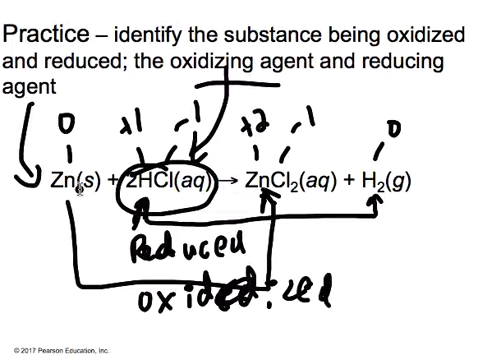 Practice – identify the substance being oxidized
and reduced; the oxidizing agent and reducing
agent
0 +1 -1 +2 -1 0
Zn(s) + 2HCl(aq) → ZnCl₂(aq) + H₂(g)
Reduced
oxidized
© 2017 Pearson Education, Inc.